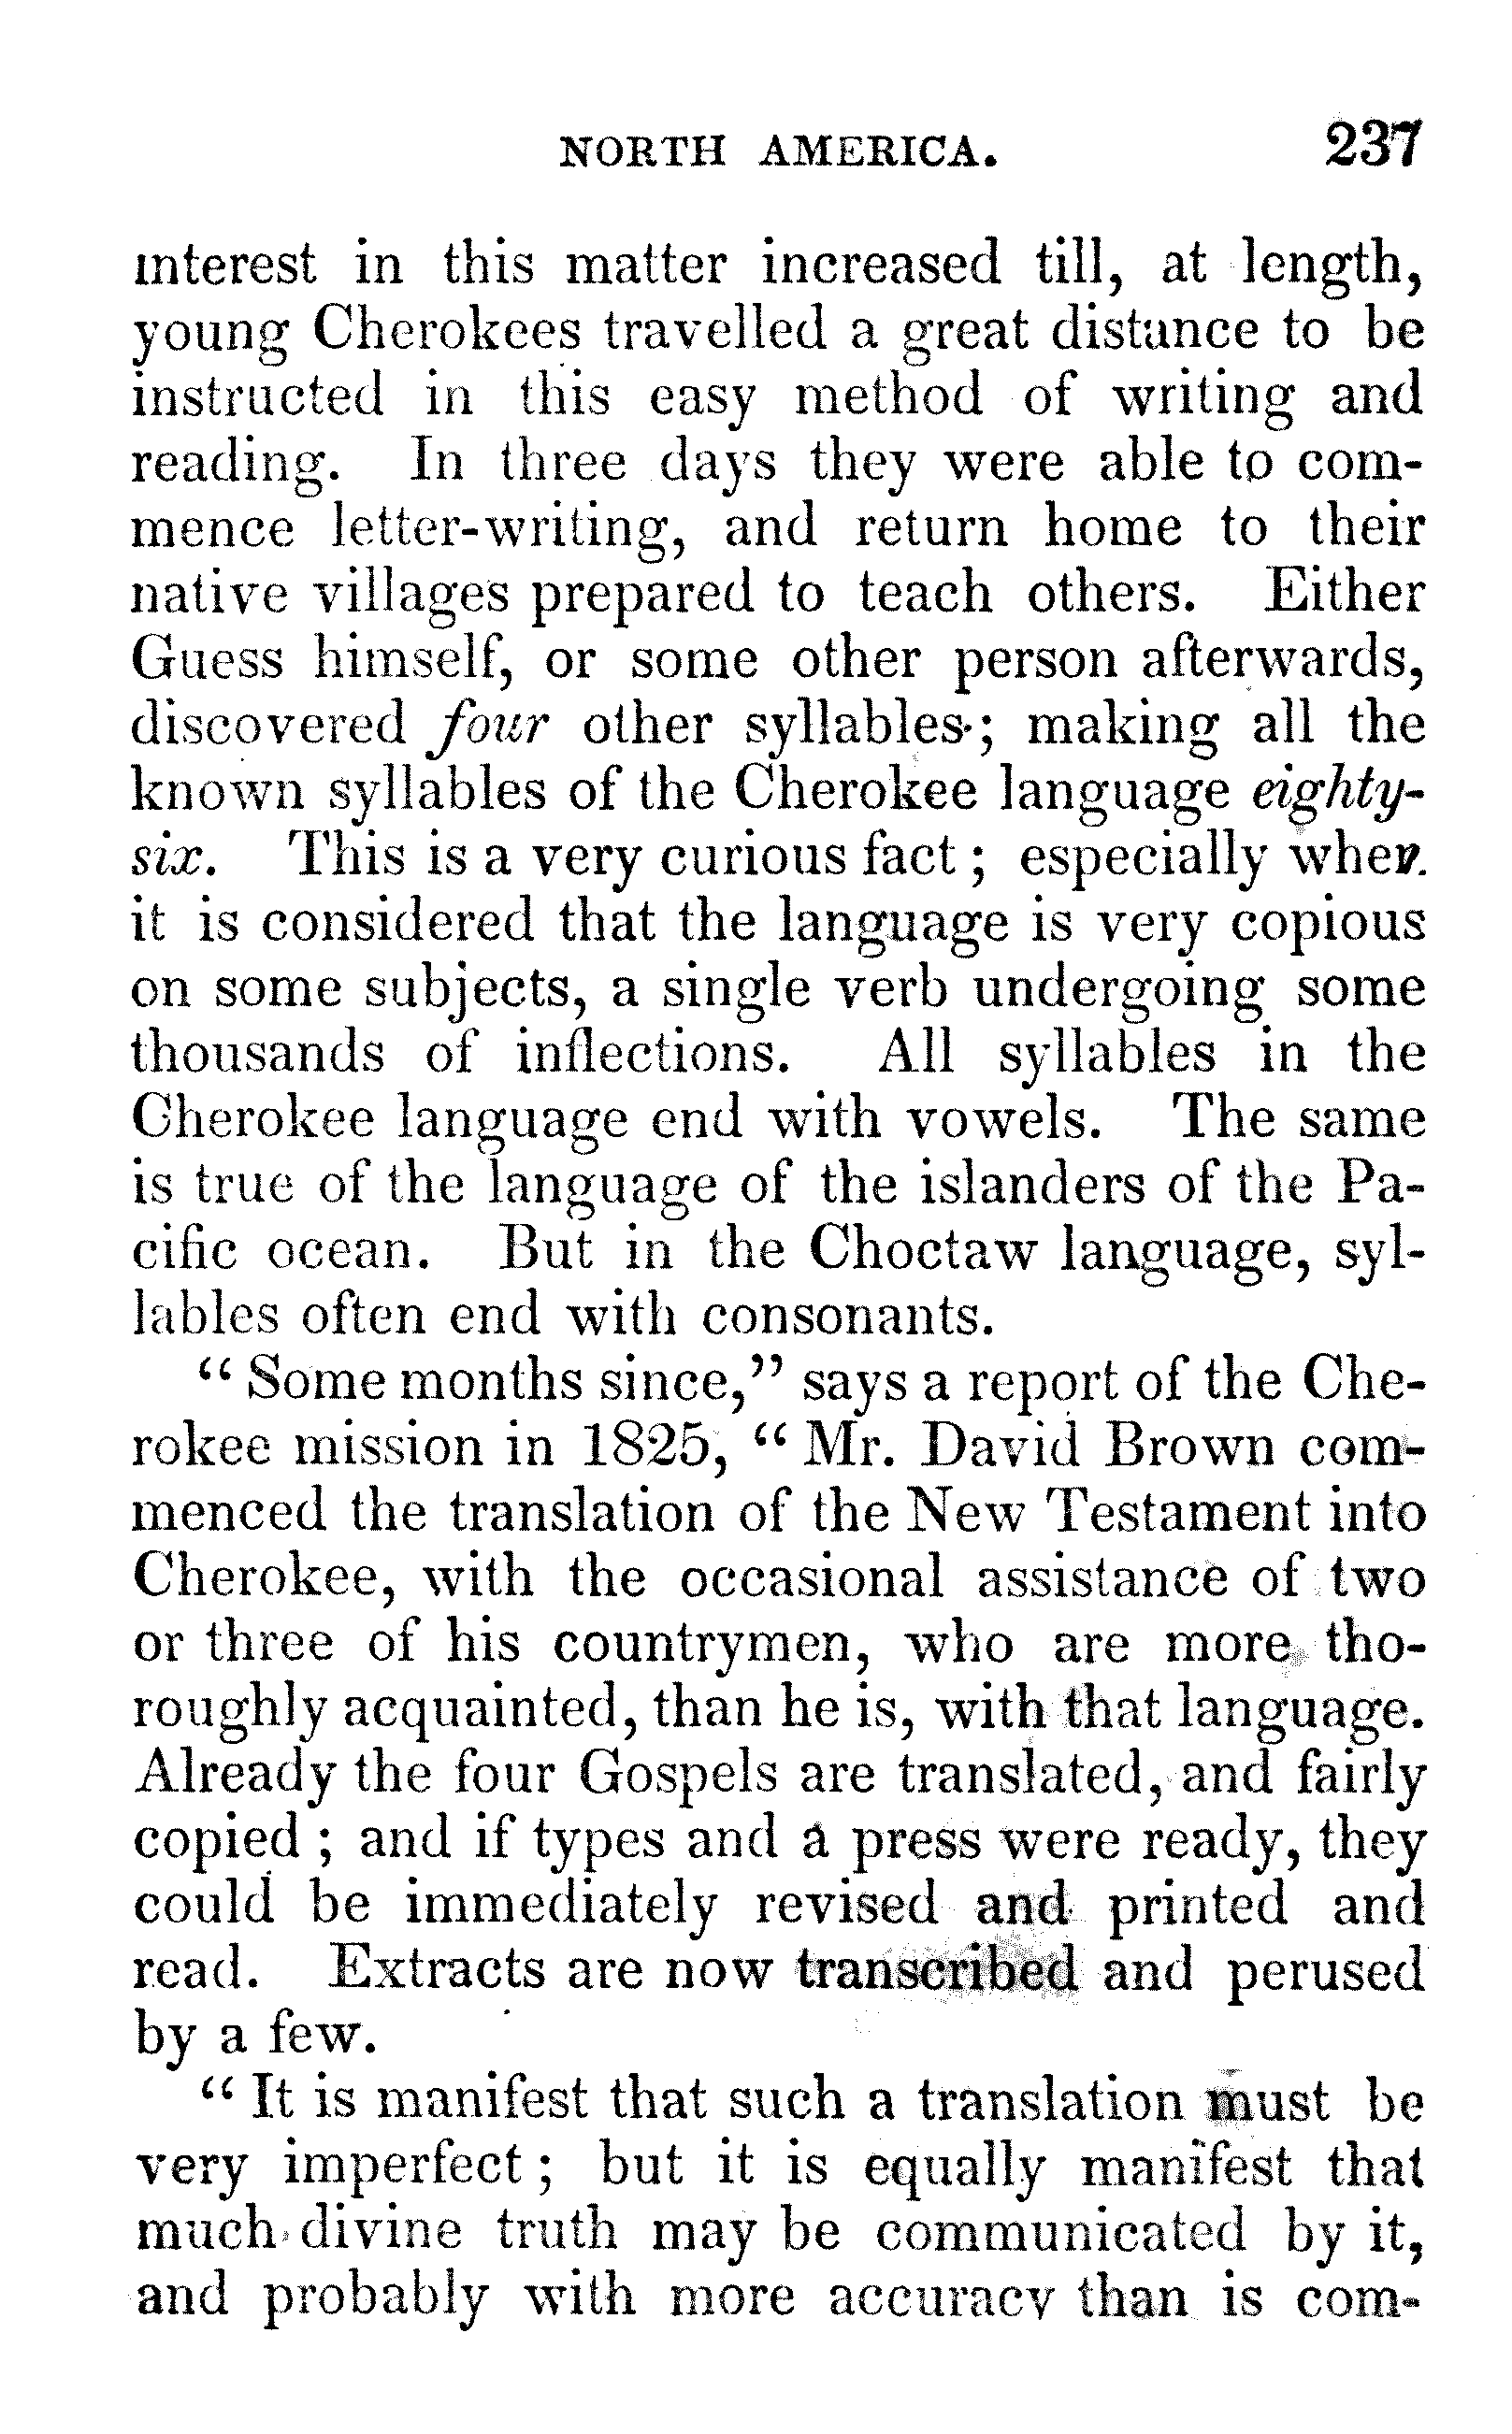 NORTH AMERICA. 237
interest in this matter increased till, at length,
young Cherokees travelled a great distance to be
instructed in this easy method of writing and
reading. In three days they were able to com-
mence letter-writing, and return home to their
native villages prepared to teach others. Either
Guess himself, or some other person afterwards,
discovered four other syllables; making all the
known syllables of the Cherokee language eighty-
six. This is a very curious fact; especially when
it is considered that the language is very copious
on some subjects, a single verb undergoing some
thousands of inflections. All syllables in the
Cherokee language end with vowels. The same
is true of the language of the islanders of the Pa-
cific ocean. But in the Choctaw language, syl-
lables often end with consonants.
"Some months since," says a report of the Che-
rokee mission in 1825, "Mr. David Brown com-
menced the translation of the New Testament into
Cherokee, with the occasional assistance of two
or three of his countrymen, who are more tho-
roughly acquainted, than he is, with that language.
Already the four Gospels are translated, and fairly
copied; and if types and a press were ready, they
could be immediately revised and printed and
read. Extracts are now transcribed and perused
by a few.
"It is manifest that such a translation must be
very imperfect; but it is equally manifest that
much divine truth may be communicated by it,
and probably with more accuracy than is com-